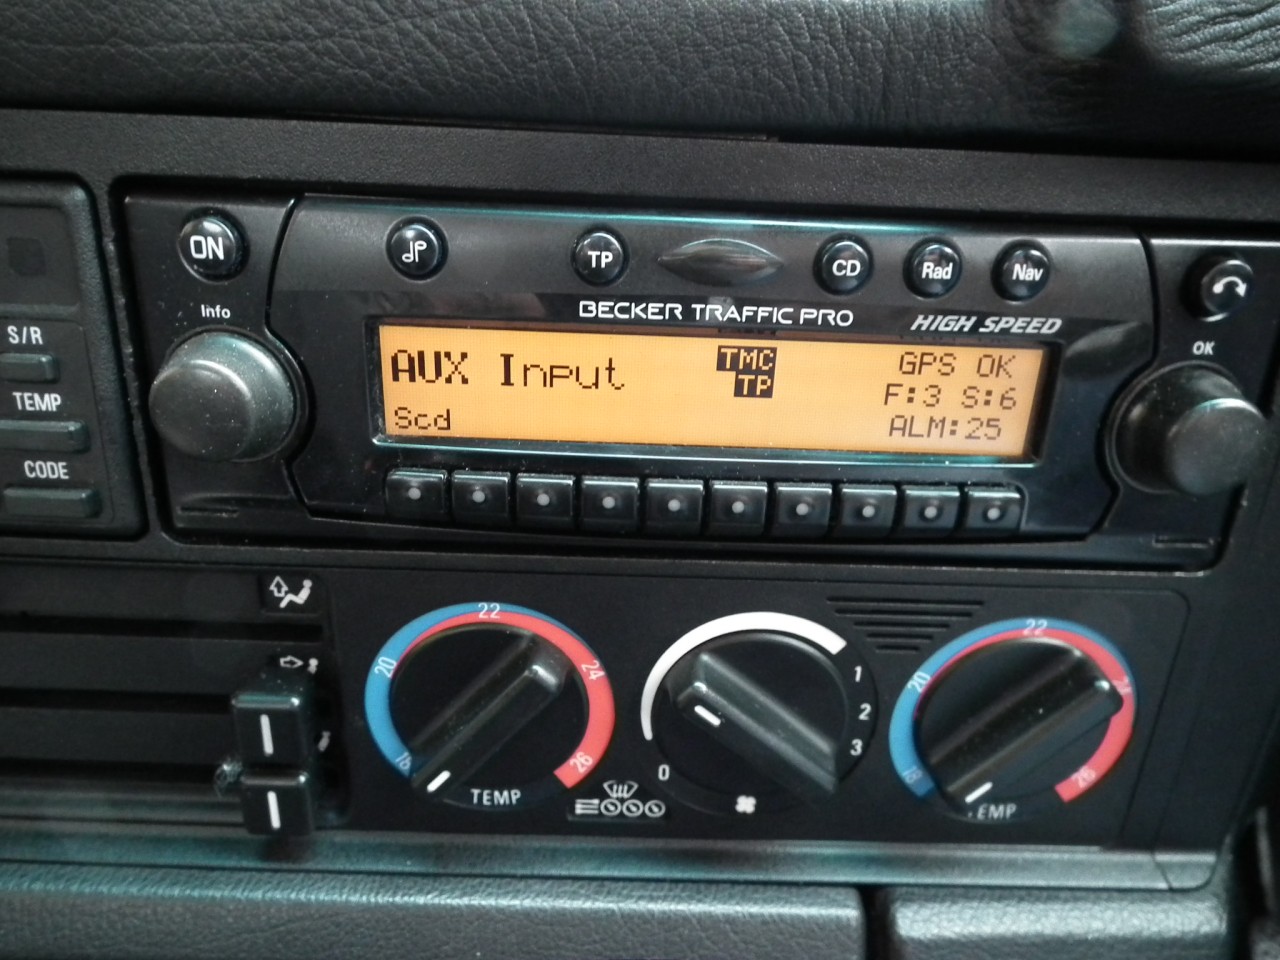 ON
TP
CD
Rad
Nav
Info
BECKER TRAFFIC PRO
HIGH SPEED
OK
S/R
TEMP
CODE
AUX Input
TMC
TP
Scd
GPS OK
F:3 S:6
ALM:25
18 20 22 24 26
TEMP
0 1 2 3
18 20 22 24 26
TEMP